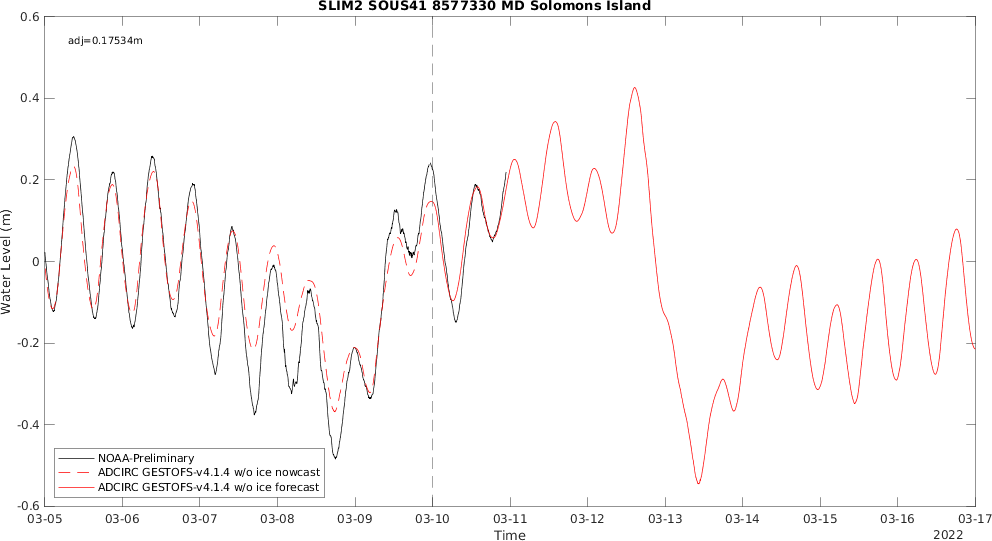 SLIM2 SOUS41 8577330 MD Solomons Island
adj=0.17534m
Water Level (m)
0.6
0.4
0.2
0
-0.2
-0.4
-0.6
NOAA-Preliminary
ADCIRC GESTOFS-v4.1.4 w/o ice nowcast
ADCIRC GESTOFS-v4.1.4 w/o ice forecast
03-05 03-06 03-07 03-08 03-09 03-10 03-11 03-12 03-13 03-14 03-15 03-16 03-17
Time
2022